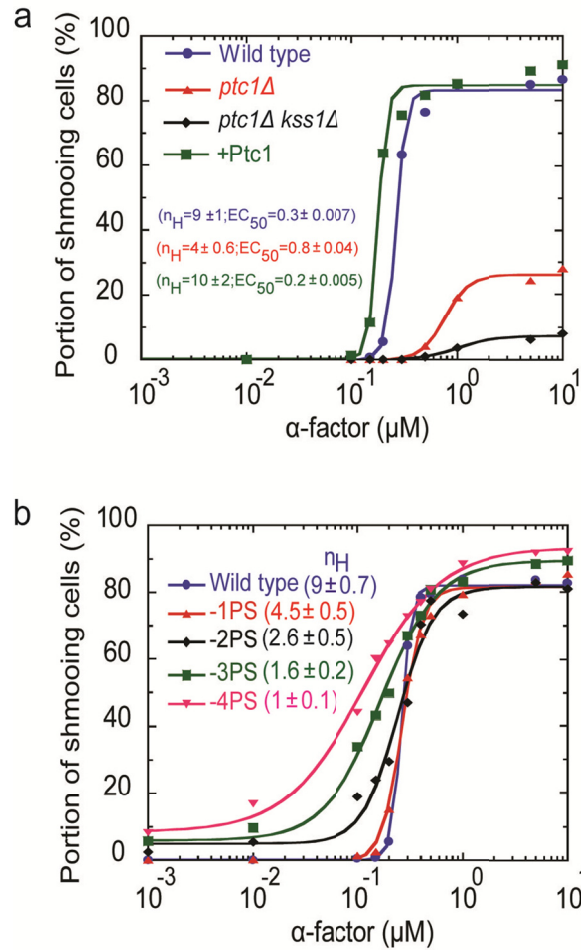 a
Portion of shmooing cells (%)
100
80
60
40
20
0
Wild type
ptc1Δ
ptc1Δ kss1Δ
+Ptc1
(nH=9 ±1;EC50=0.3± 0.007)
(nH=4± 0.6;EC50=0.8± 0.04)
(nH=10 ±2;EC50=0.2 ±0.005)
10-3 10-2 10-1 100 101
α-factor (µM)
b
Portion of shmooing cells (%)
100
80
60
40
20
0
nH
Wild type (9±0.7)
-1PS (4.5± 0.5)
-2PS (2.6± 0.5)
-3PS (1.6± 0.2)
-4PS (1 ±0.1)
10-3 10-2 10-1 100 101
α-factor (µM)